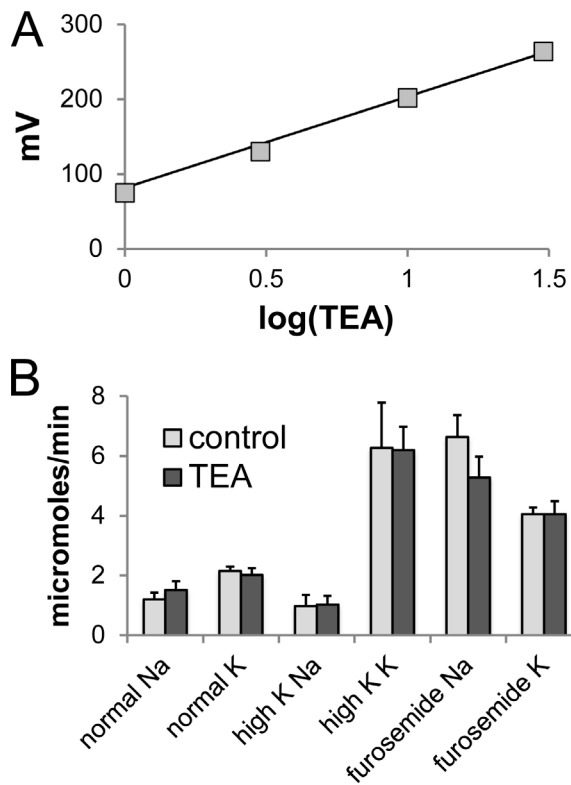 A
300
200
100
0
mV
0 0.5 1 1.5
log(TEA)
B
8
6
4
2
0
micromoles/min
control
TEA
normal Na
normal K
high K Na
high K K
furosemide Na
furosemide K